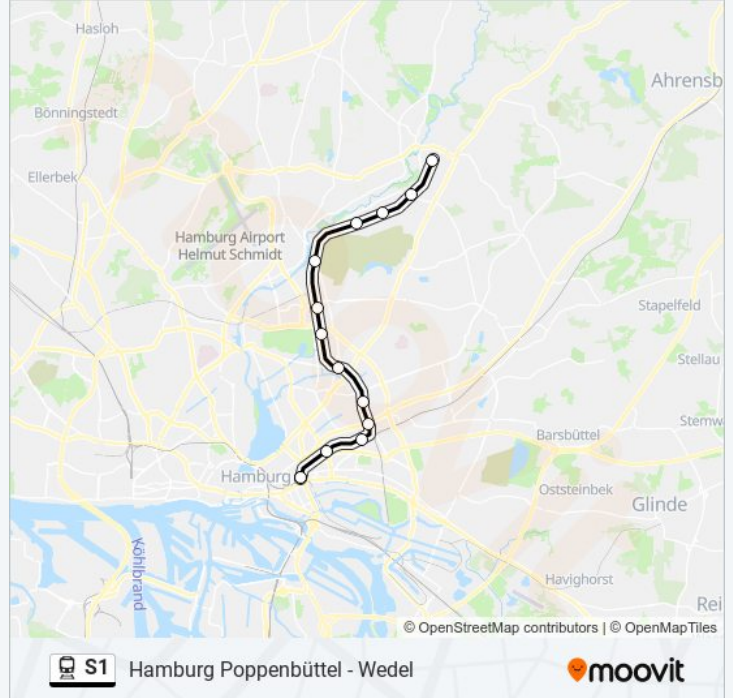 Hasloh
Ahrensb
Bönningstedt
Ellerbek
Hamburg Airport
Helmut Schmidt
Stapelfeld
Stellau
Stemw
Barsbüttel
Hamburg
Oststeinbek
Glinde
Köhlbrand
Havighorst
Rei
© OpenStreetMap contributors | © OpenMapTiles
S1 Hamburg Poppenbüttel - Wedel
moovit